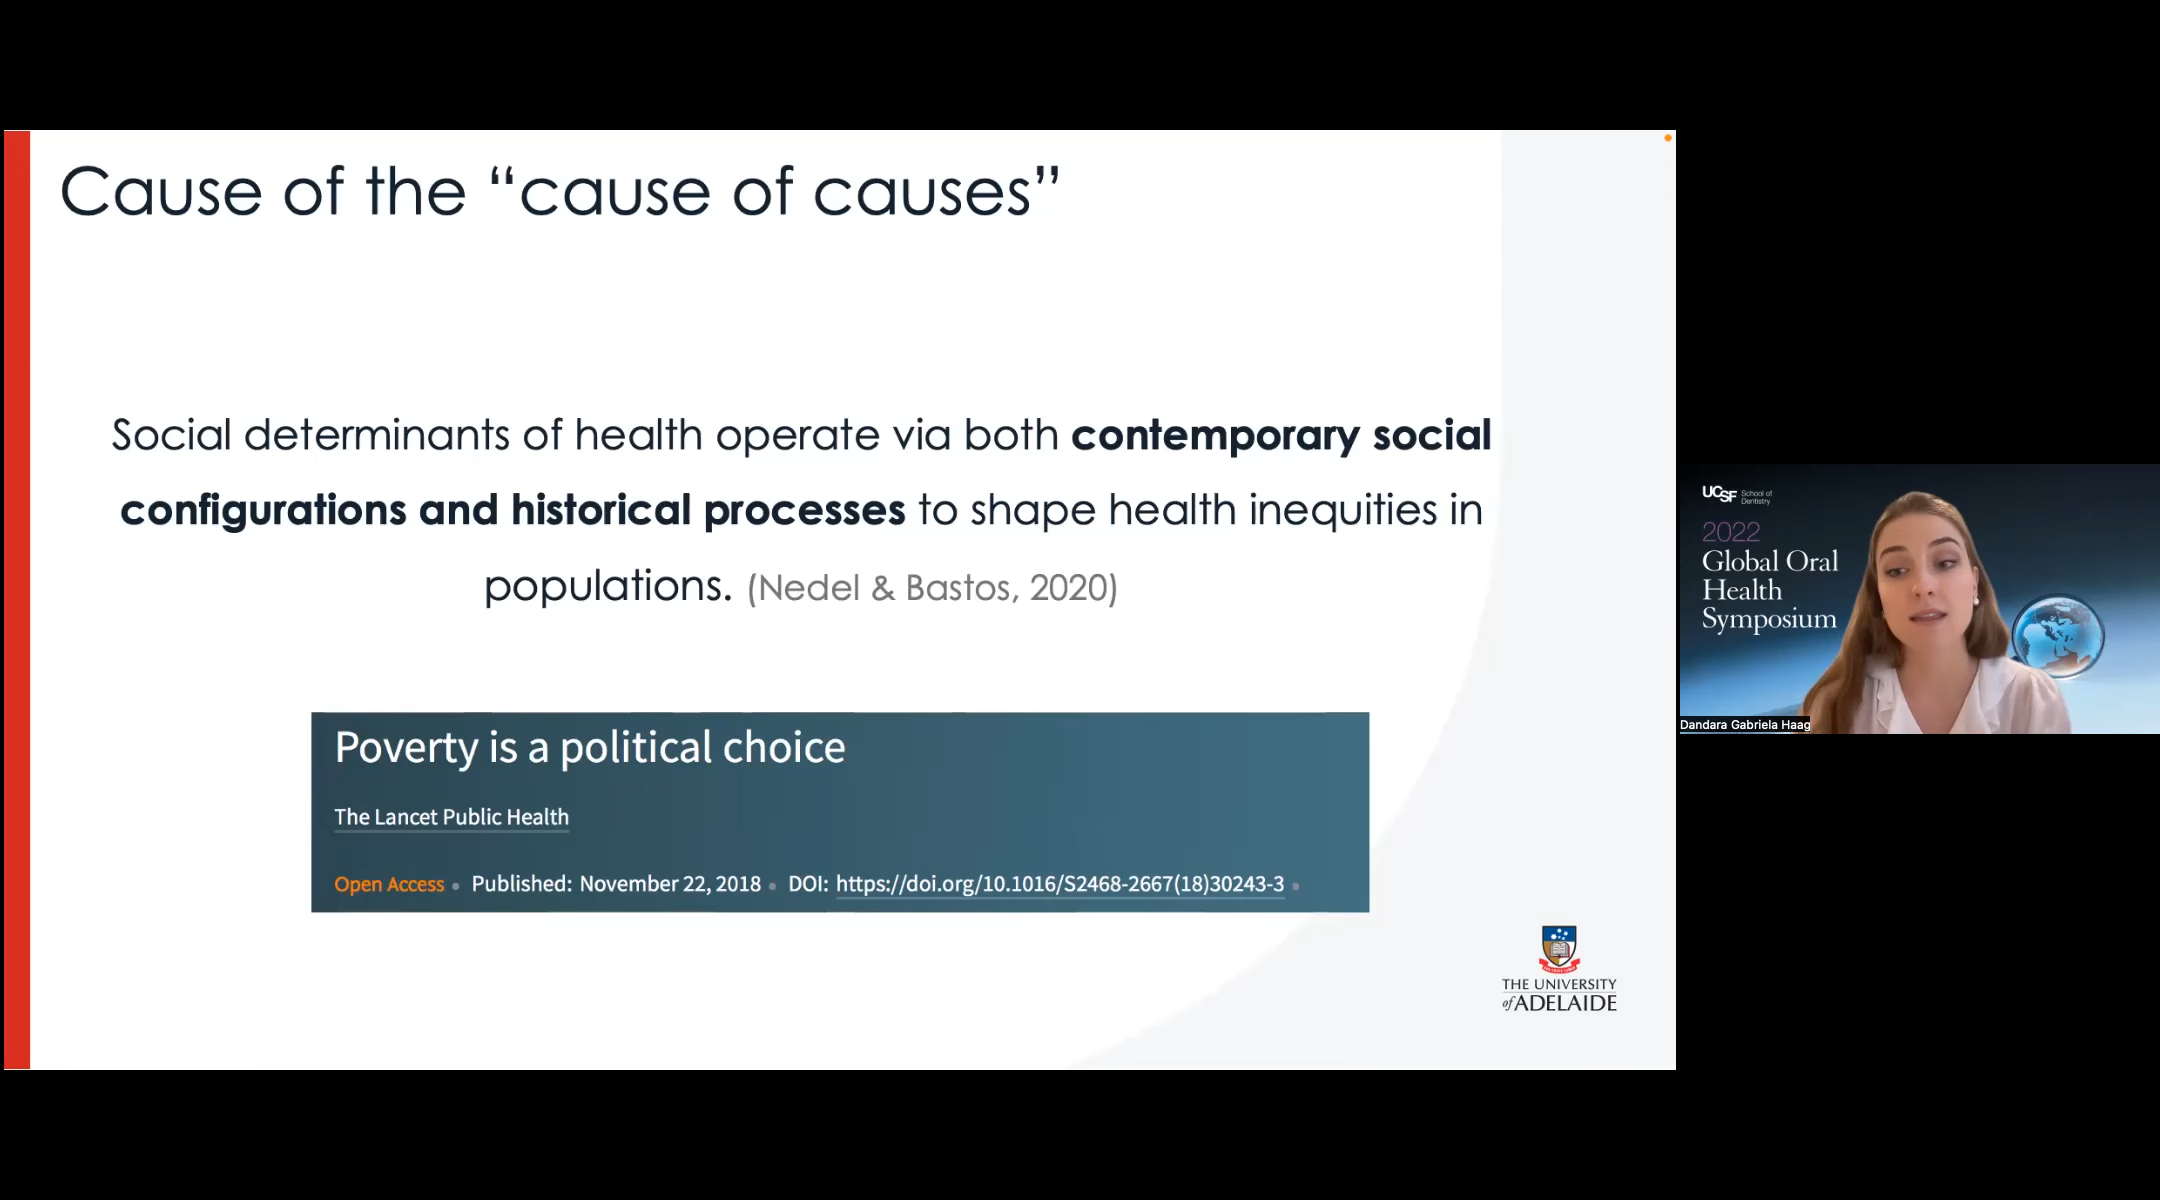 Cause of the “cause of causes”
Social determinants of health operate via both contemporary social
configurations and historical processes to shape health inequities in
populations. (Nedel & Bastos, 2020)
Poverty is a political choice
The Lancet Public Health
Open Access • Published: November 22, 2018 • DOI: https://doi.org/10.1016/S2468-2667(18)30243-3 •
THE UNIVERSITY
of ADELAIDE
UCSF School of
Dentistry
2022
Global Oral
Health
Symposium
Dandara Gabriela Haag